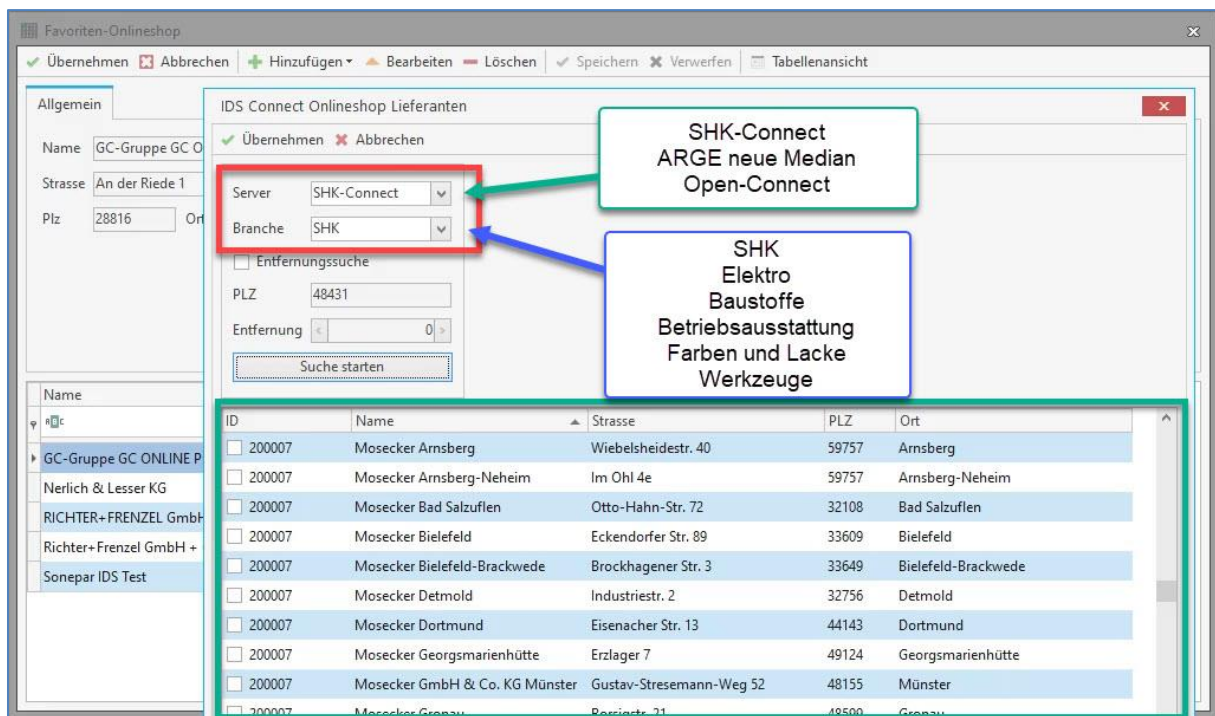 Favoriten-Onlineshop
Übernehmen Abbrechen Hinzufügen Bearbeiten Löschen Speichern Verwerfen Tabellenansicht
Allgemein
Name GC-Gruppe GC O
Strasse An der Riede 1
Plz 28816 Ort
IDS Connect Onlineshop Lieferanten
Übernehmen Abbrechen
Server SHK-Connect
Branche SHK
Entfernungssuche
PLZ 48431
Entfernung 0
Suche starten
SHK-Connect
ARGE neue Median
Open-Connect
SHK
Elektro
Baustoffe
Betriebsausstattung
Farben und Lacke
Werkzeuge
Name
GC-Gruppe GC ONLINE P
Nerlich & Lesser KG
RICHTER+FRENZEL GmbH
Richter+Frenzel GmbH +
Sonepar IDS Test
ID Name Strasse PLZ Ort
200007 Mosecker Arnsberg Wiebelsheidestr. 40 59757 Arnsberg
200007 Mosecker Arnsberg-Neheim Im Ohl 4e 59757 Arnsberg-Neheim
200007 Mosecker Bad Salzuflen Otto-Hahn-Str. 72 32108 Bad Salzuflen
200007 Mosecker Bielefeld Eckendorfer Str. 89 33609 Bielefeld
200007 Mosecker Bielefeld-Brackwede Brockhagener Str. 3 33649 Bielefeld-Brackwede
200007 Mosecker Detmold Industriestr. 2 32756 Detmold
200007 Mosecker Dortmund Eisenacher Str. 13 44143 Dortmund
200007 Mosecker Georgsmarienhütte Erzlager 7 49124 Georgsmarienhütte
200007 Mosecker GmbH & Co. KG Münster Gustav-Stresemann-Weg 52 48155 Münster
200007 Mosecker Gronau 48599 Gronau